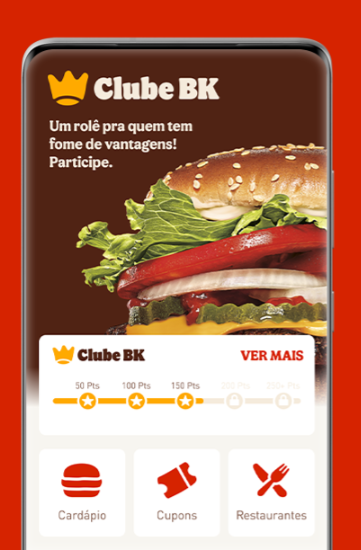 Clube BK
Um rolê pra quem tem
fome de vantagens!
Participe.
Clube BK
VER MAIS
50 Pts 100 Pts 150 Pts 200 Pts 250+ Pts
Cardápio Cupons Restaurantes